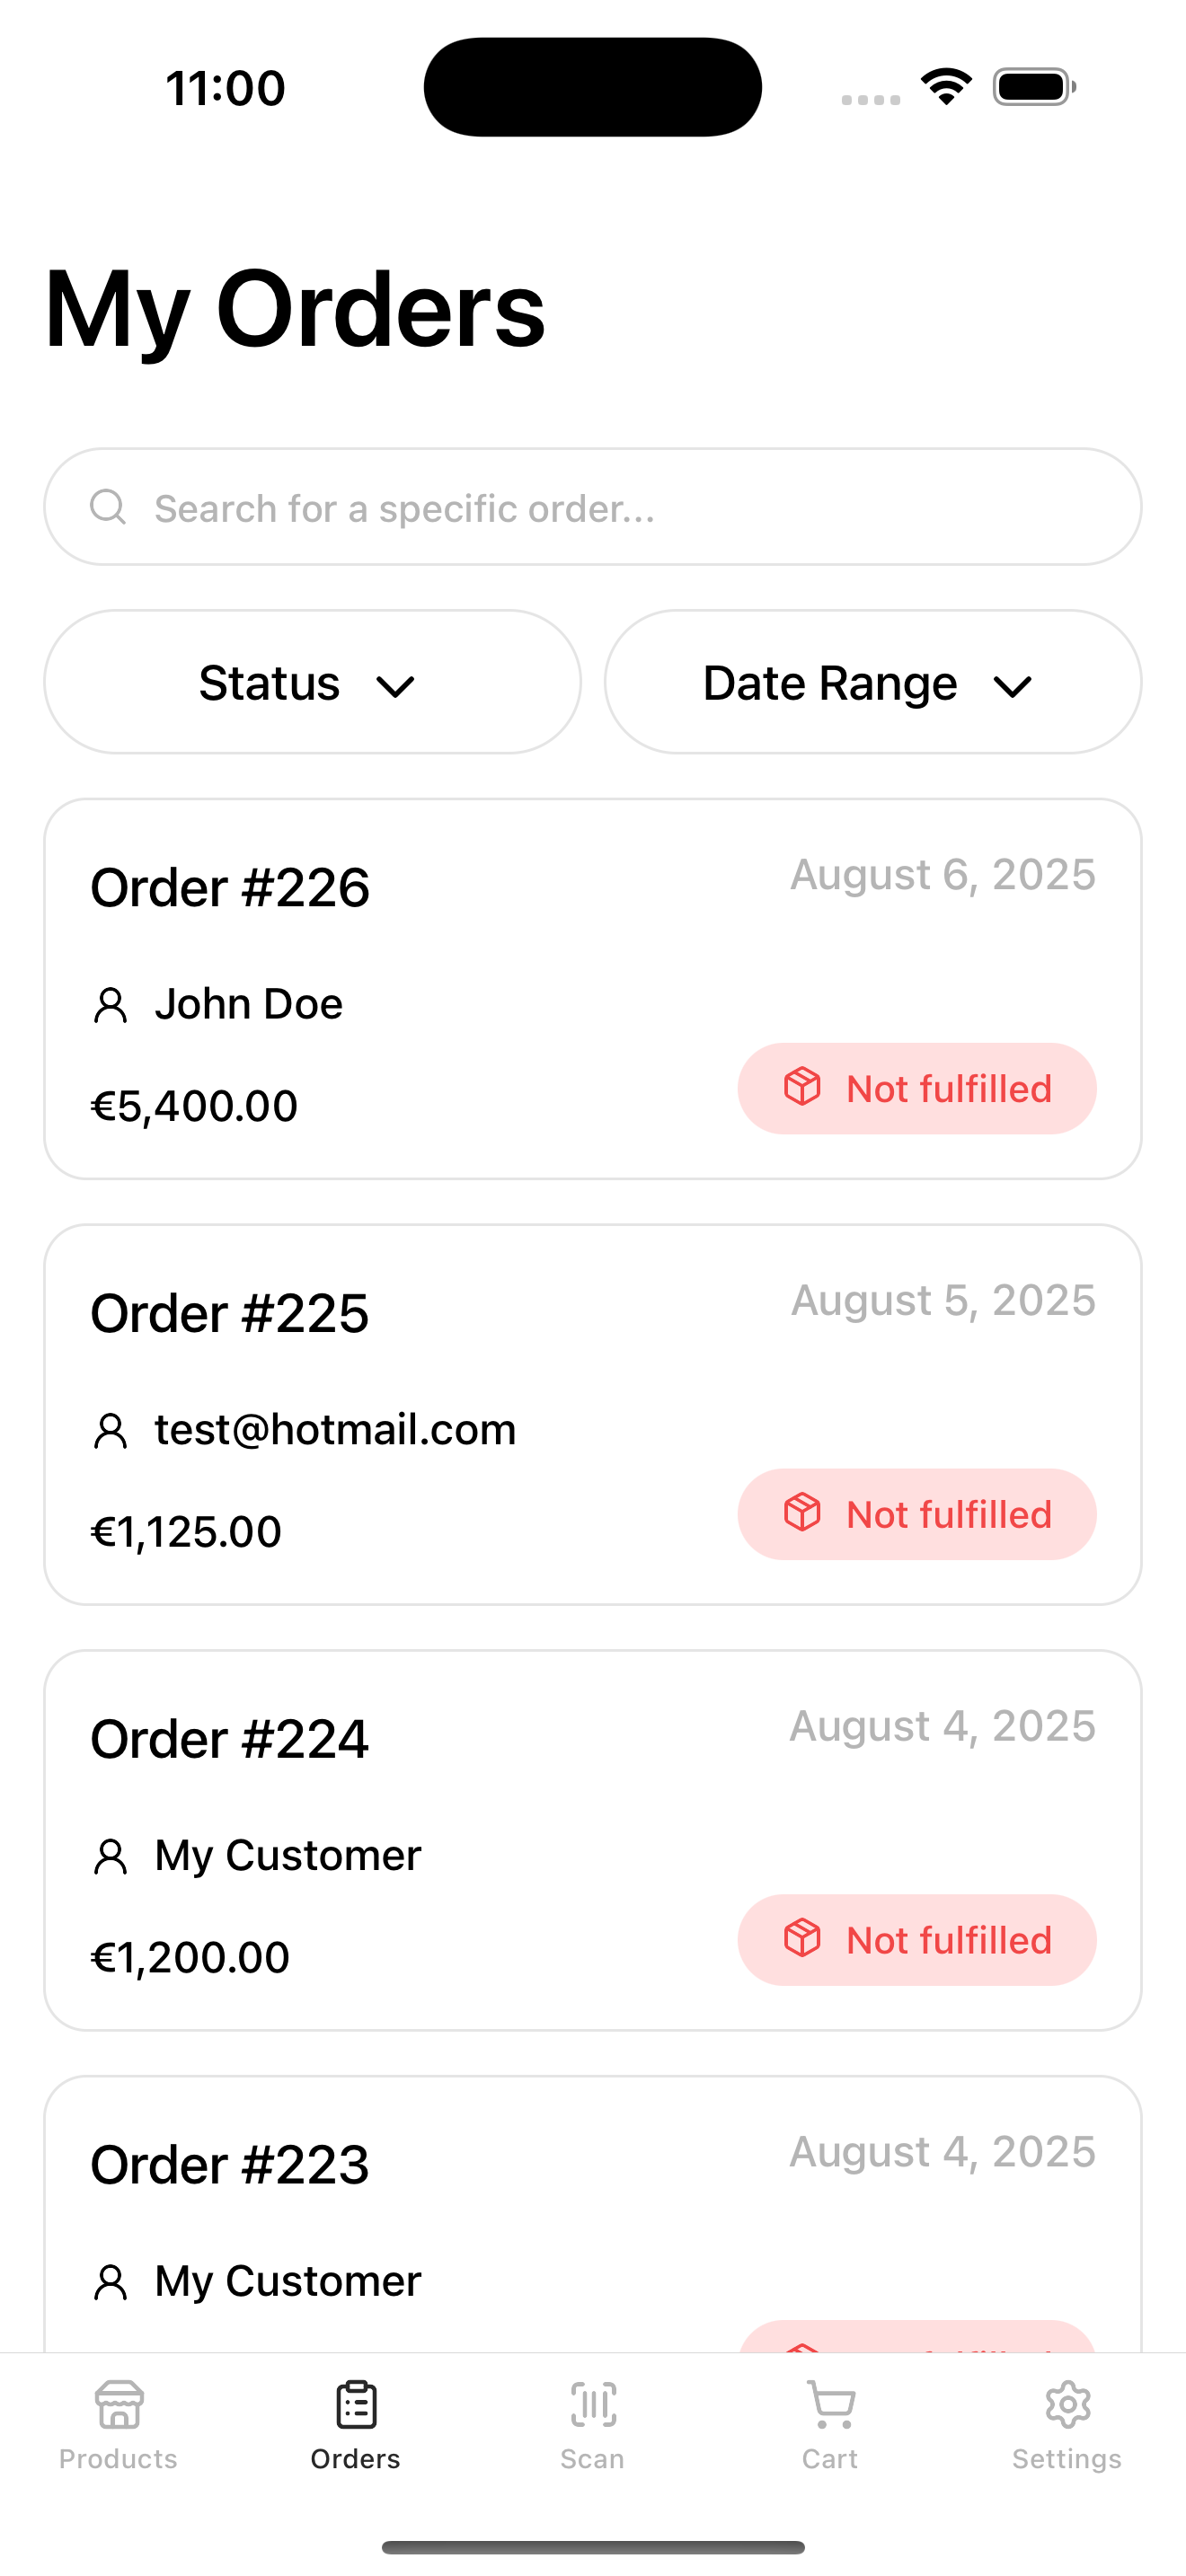 11:00
My Orders
Search for a specific order...
Status
Date Range
Order #226
August 6, 2025
John Doe
€5,400.00
Not fulfilled
Order #225
August 5, 2025
test@hotmail.com
€1,125.00
Not fulfilled
Order #224
August 4, 2025
My Customer
€1,200.00
Not fulfilled
Order #223
August 4, 2025
My Customer
Products
Orders
Scan
Cart
Settings